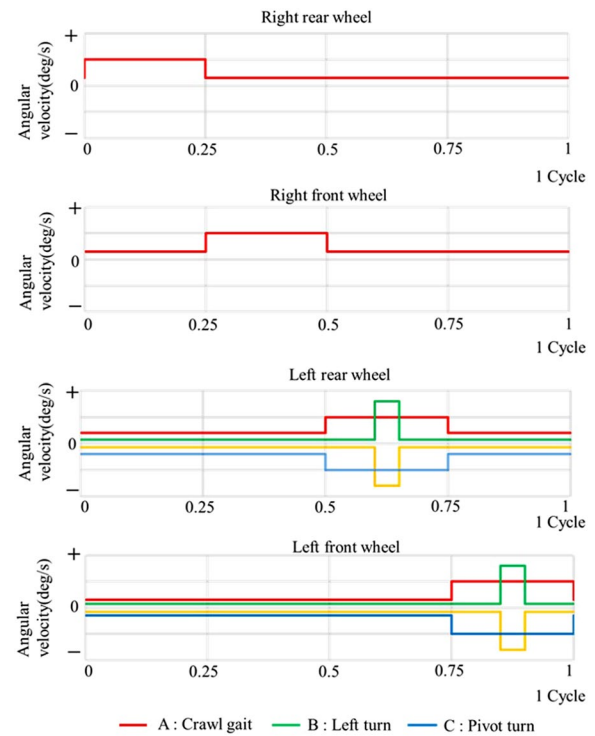 Right rear wheel
+
0
−
Angular
velocity(deg/s)
0 0.25 0.5 0.75 1
1 Cycle
Right front wheel
+
0
−
Angular
velocity(deg/s)
0 0.25 0.5 0.75 1
1 Cycle
Left rear wheel
+
0
−
Angular
velocity(deg/s)
0 0.25 0.5 0.75 1
1 Cycle
Left front wheel
+
0
−
Angular
velocity(deg/s)
0 0.25 0.5 0.75 1
1 Cycle
A : Crawl gait B : Left turn C : Pivot turn